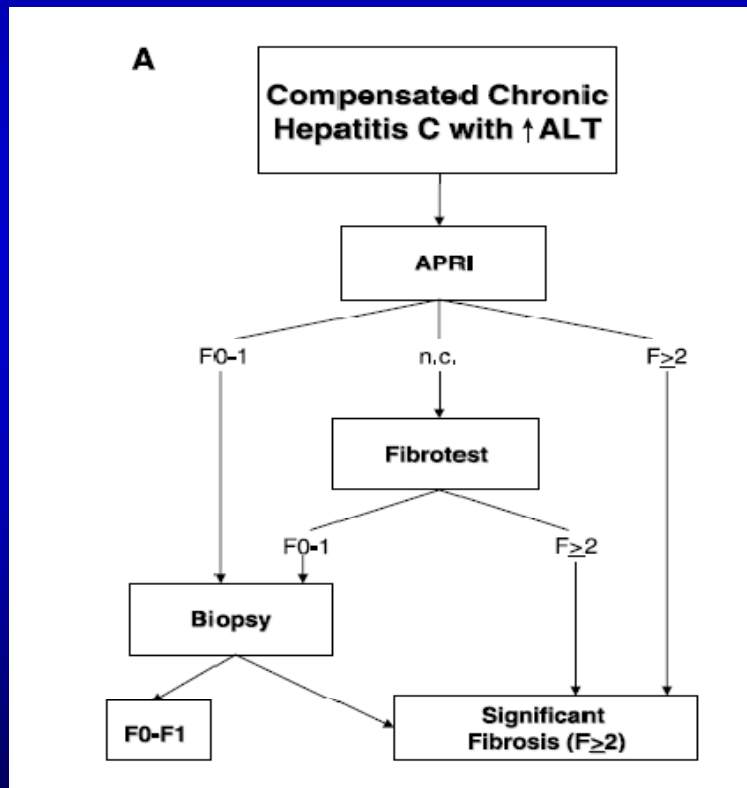 A
Compensated Chronic
Hepatitis C with ↑ALT
APRI
F0-1
n.c.
F≥2
Fibrotest
F0-1
F≥2
Biopsy
F0-F1
Significant
Fibrosis (F≥2)